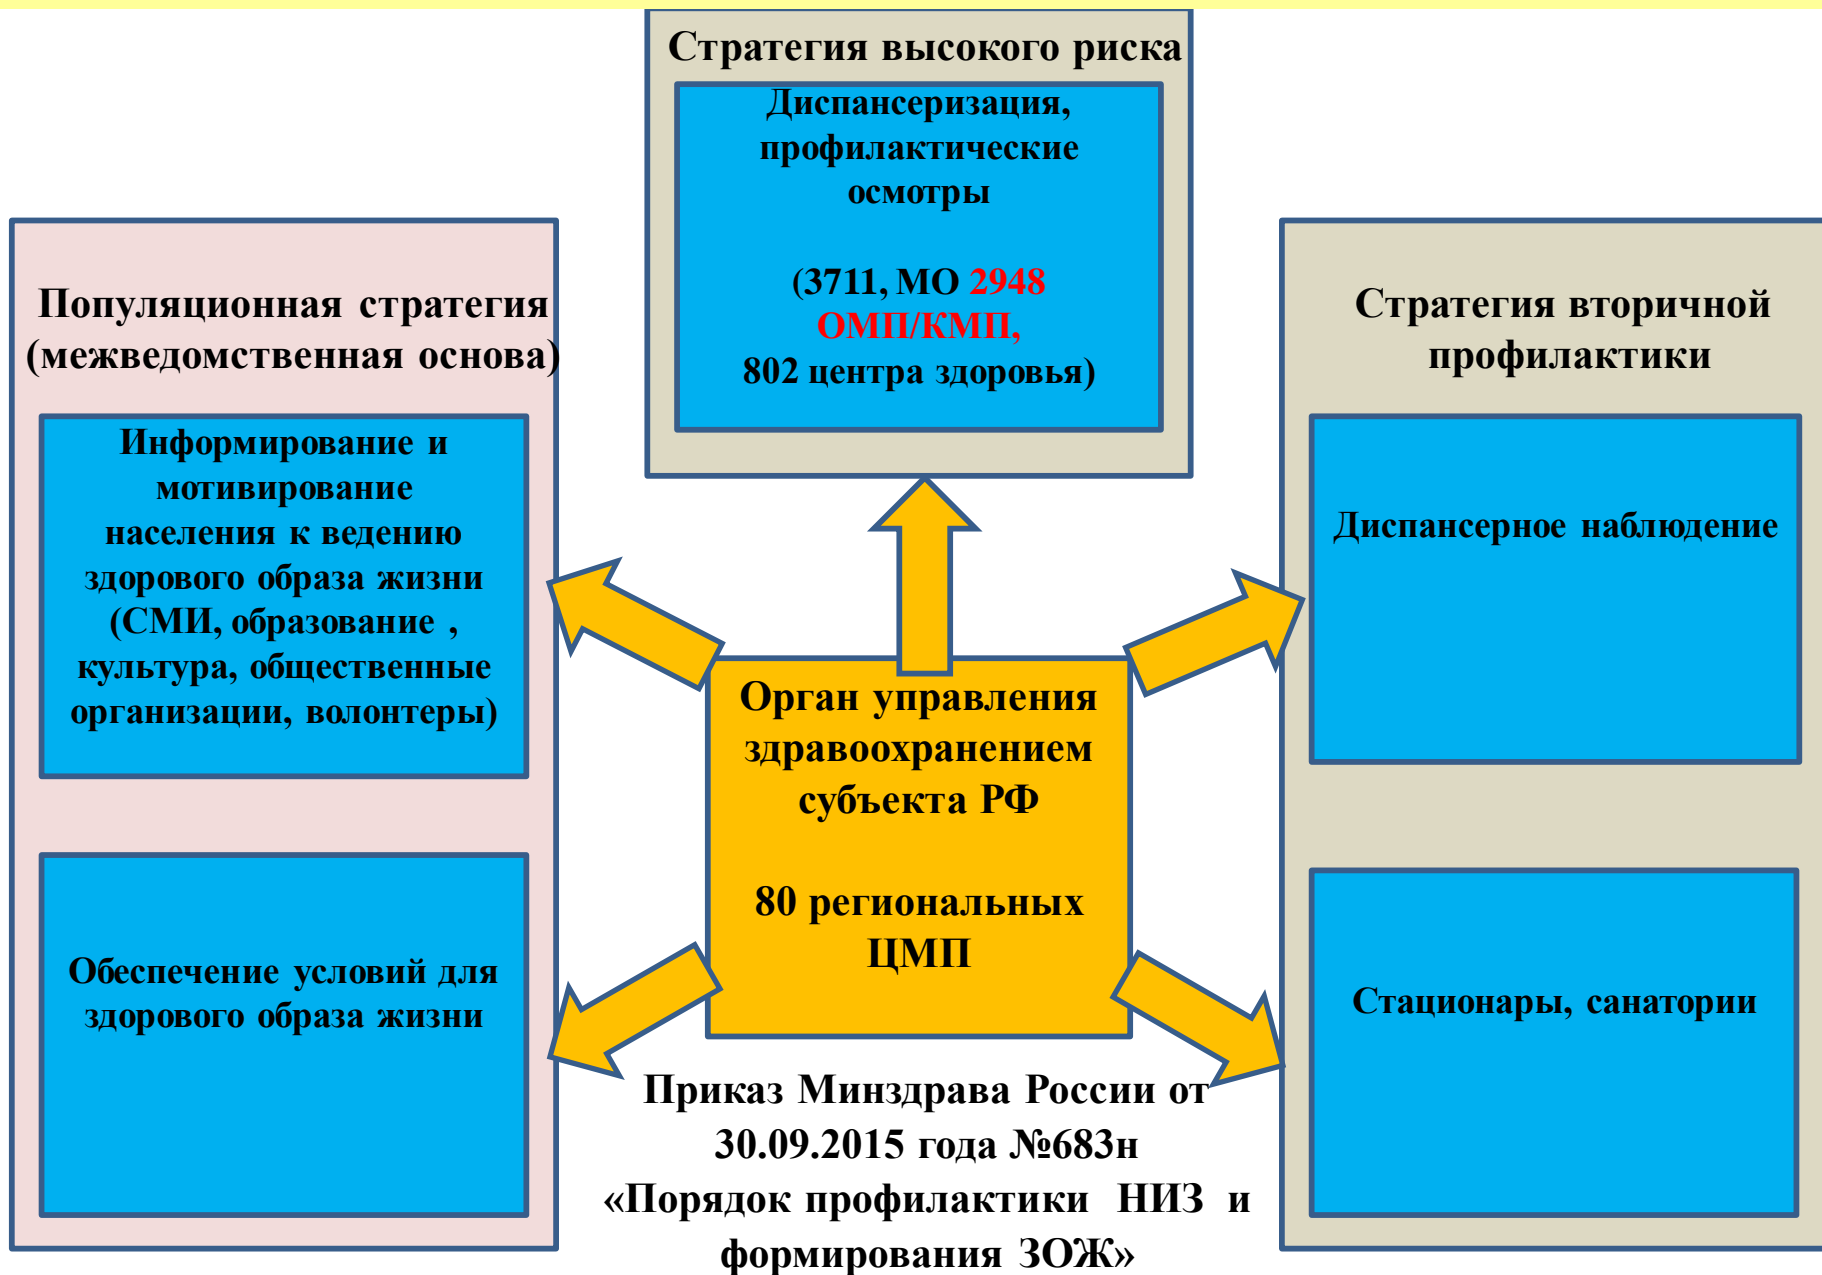 Стратегия высокого риска
Диспансеризация,
профилактические
осмотры
(3711, МО 2948
ОМП/КМП,
802 центра здоровья)
Популяционная стратегия
(межведомственная основа)
Информирование и
мотивирование
населения к ведению
здорового образа жизни
(СМИ, образование ,
культура, общественные
организации, волонтеры)
Обеспечение условий для
здорового образа жизни
Орган управления
здравоохранением
субъекта РФ
80 региональных
ЦМП
Стратегия вторичной
профилактики
Диспансерное наблюдение
Стационары, санатории
Приказ Минздрава России от
30.09.2015 года №683н
«Порядок профилактики НИЗ и
формирования ЗОЖ»